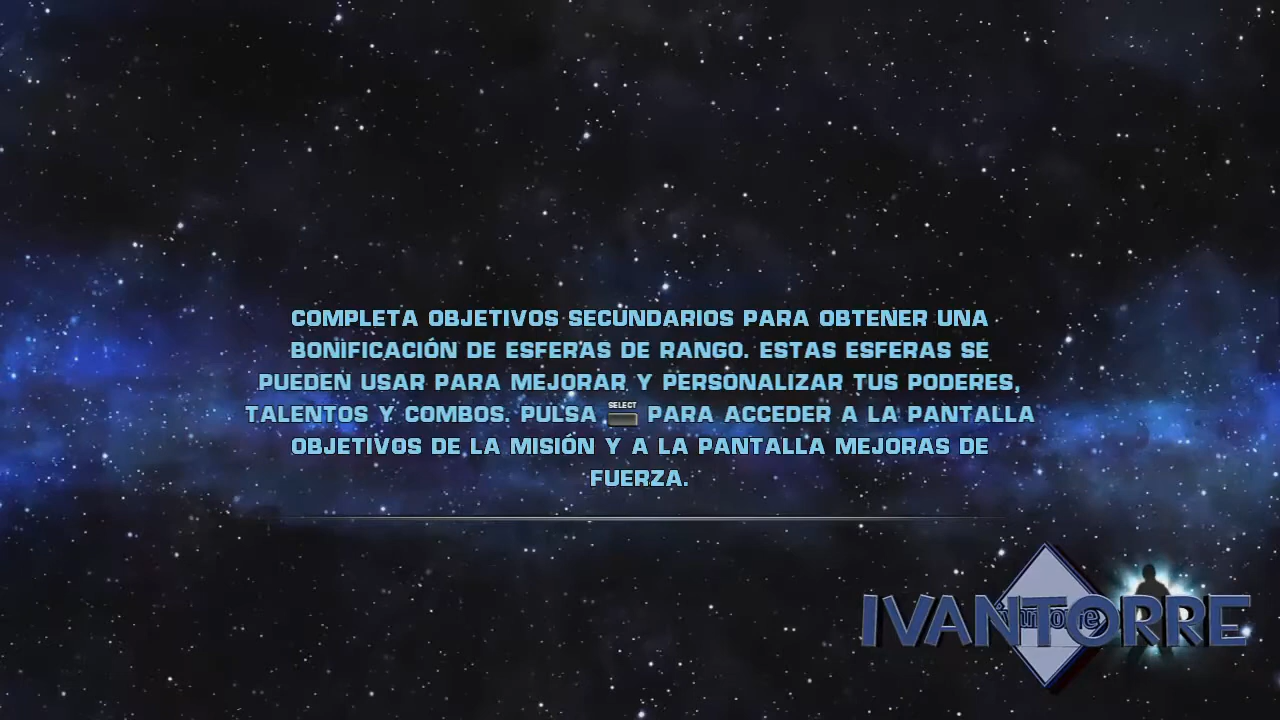 COMPLETA OBJETIVOS SECUNDARIOS PARA OBTENER UNA
BONIFICACIÓN DE ESFERAS DE RANGO. ESTAS ESFERAS SE
PUEDEN USAR PARA MEJORAR Y PERSONALIZAR TUS PODERES,
TALENTOS Y COMBOS. PULSA SELECT PARA ACCEDER A LA PANTALLA
OBJETIVOS DE LA MISIÓN Y A LA PANTALLA MEJORAS DE
FUERZA.
IVANTORRE